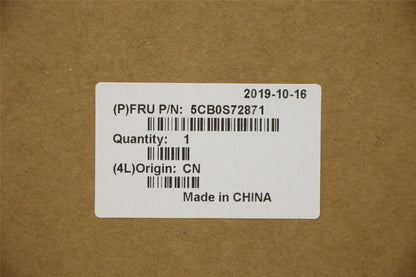 2019-10-16
(P)FRU P/N: 5CB0S72871
Quantity: 1
(4L)Origin: CN
Made in CHINA